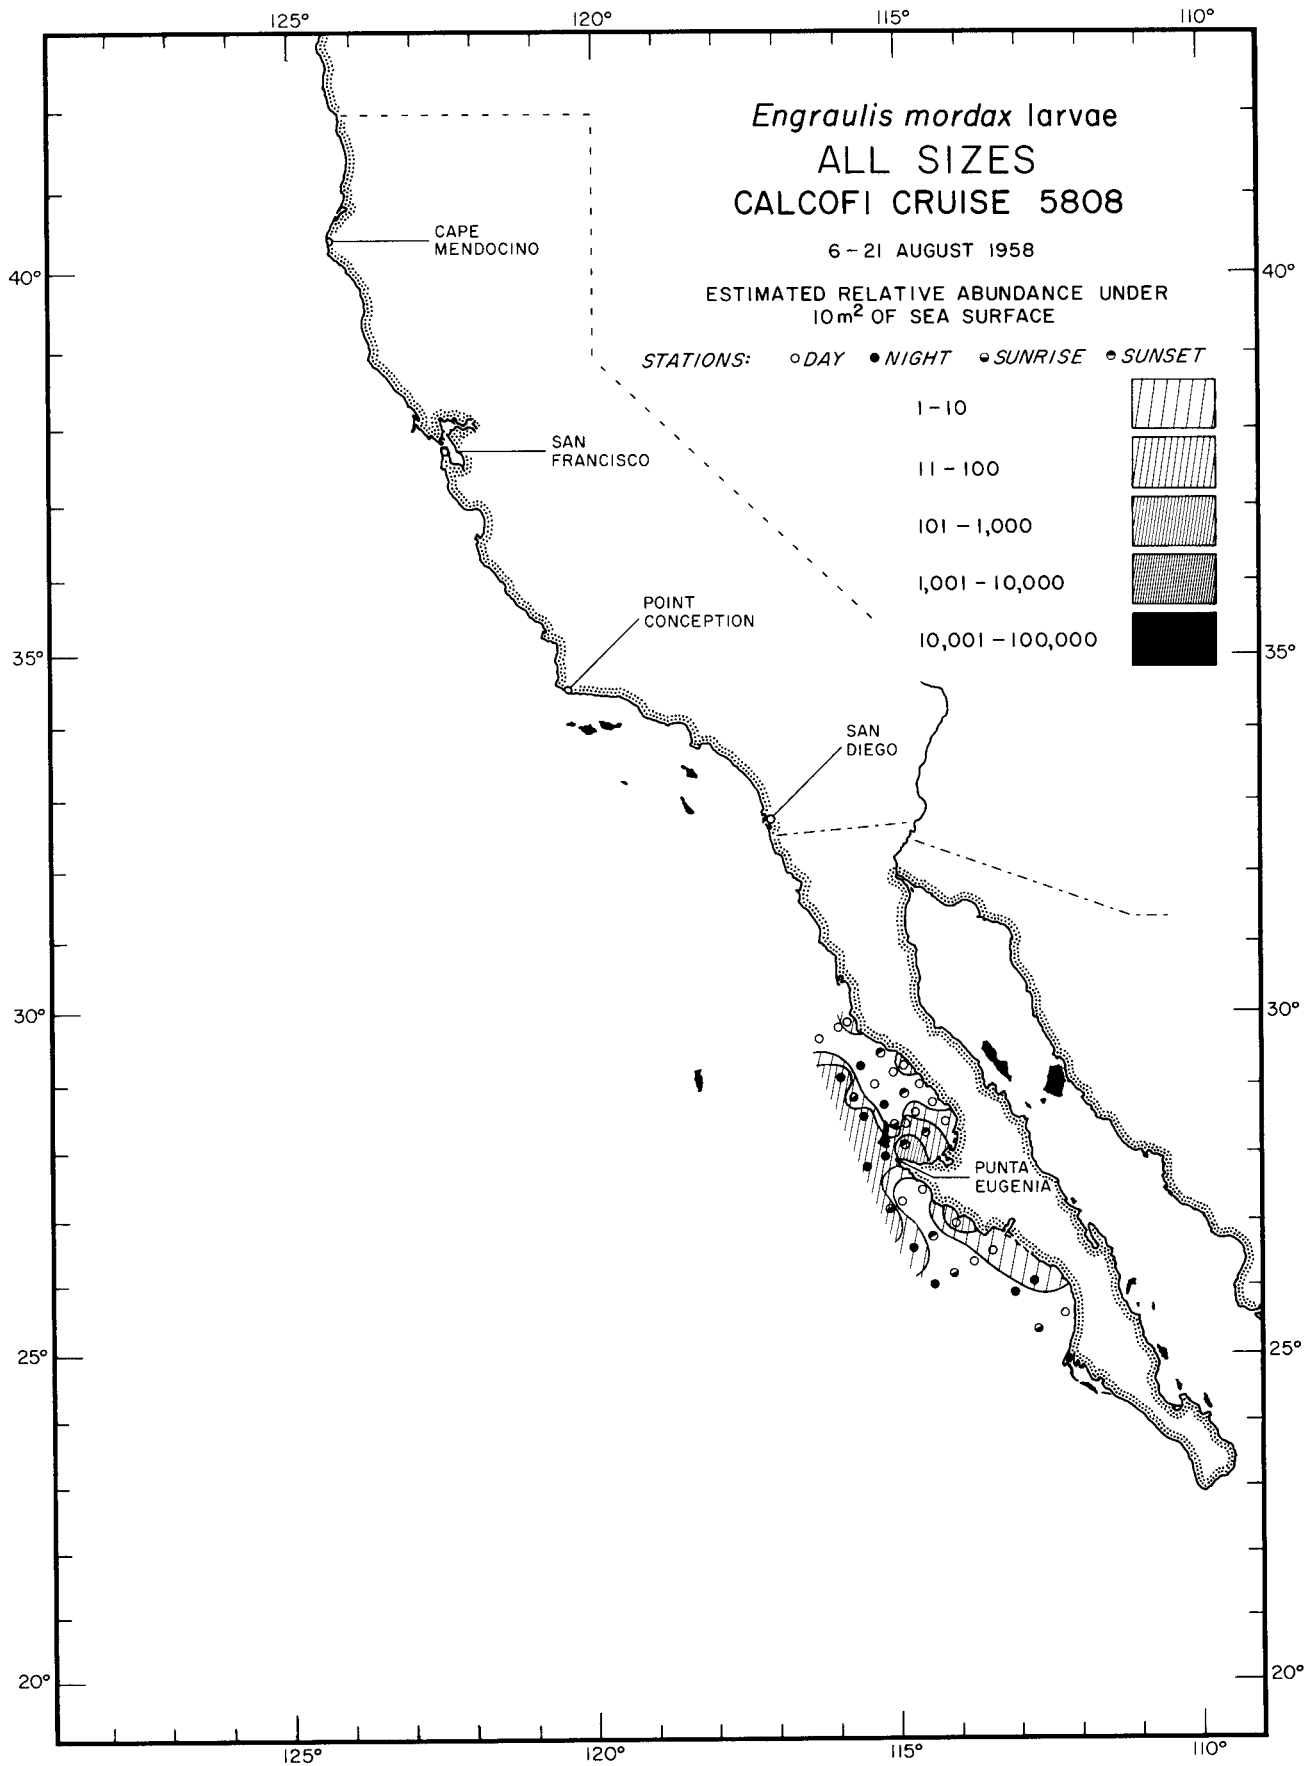 125° 120° 115° 110°
Engraulis mordax larvae
ALL SIZES
CALCOFI CRUISE 5808
6–21 AUGUST 1958
ESTIMATED RELATIVE ABUNDANCE UNDER
10m² OF SEA SURFACE
STATIONS: DAY NIGHT SUNRISE SUNSET
1–10
11–100
101–1,000
1,001–10,000
10,001–100,000
CAPE
MENDOCINO
40° 40°
SAN
FRANCISCO
POINT
CONCEPTION
35° 35°
SAN
DIEGO
30° 30°
PUNTA
EUGENIA
25° 25°
20° 20°
125° 120° 115° 110°